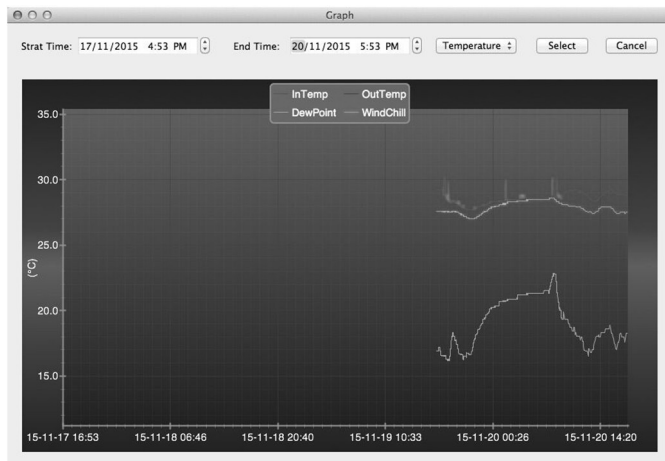 Graph
Strat Time: 17/11/2015 4:53 PM End Time: 20/11/2015 5:53 PM Temperature Select Cancel
InTemp OutTemp
DewPoint WindChill
35.0
30.0
25.0
(°C)
20.0
15.0
15-11-17 16:53 15-11-18 06:46 15-11-18 20:40 15-11-19 10:33 15-11-20 00:26 15-11-20 14:20